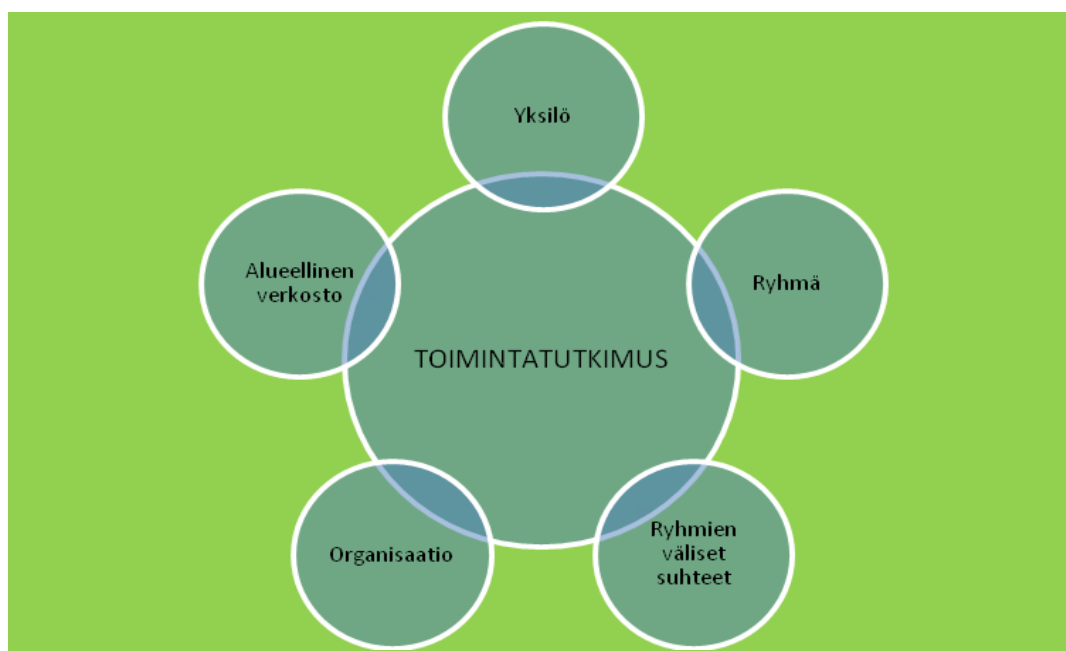 Yksilö
Alueellinen
verkosto
Ryhmä
TOIMINTATUTKIMUS
Organisaatio
Ryhmien
väliset
suhteet